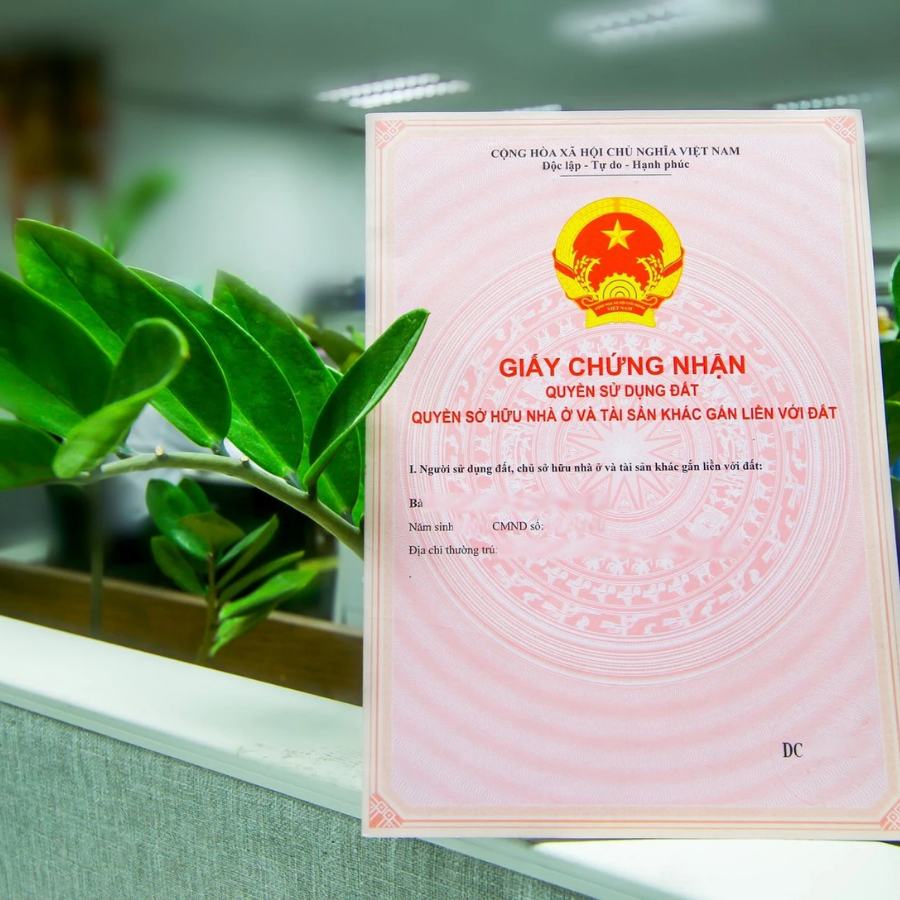 CỘNG HÒA XÃ HỘI CHỦ NGHĨA VIỆT NAM
Độc lập - Tự do - Hạnh phúc
VIỆT NAM
GIẤY CHỨNG NHẬN
QUYỀN SỬ DỤNG ĐẤT
QUYỀN SỞ HỮU NHÀ Ở VÀ TÀI SẢN KHÁC GẮN LIỀN VỚI ĐẤT
I. Người sử dụng đất, chủ sở hữu nhà ở và tài sản khác gắn liền với đất:
Bà
Năm sinh CMND số:
Địa chỉ thường trú:
DC